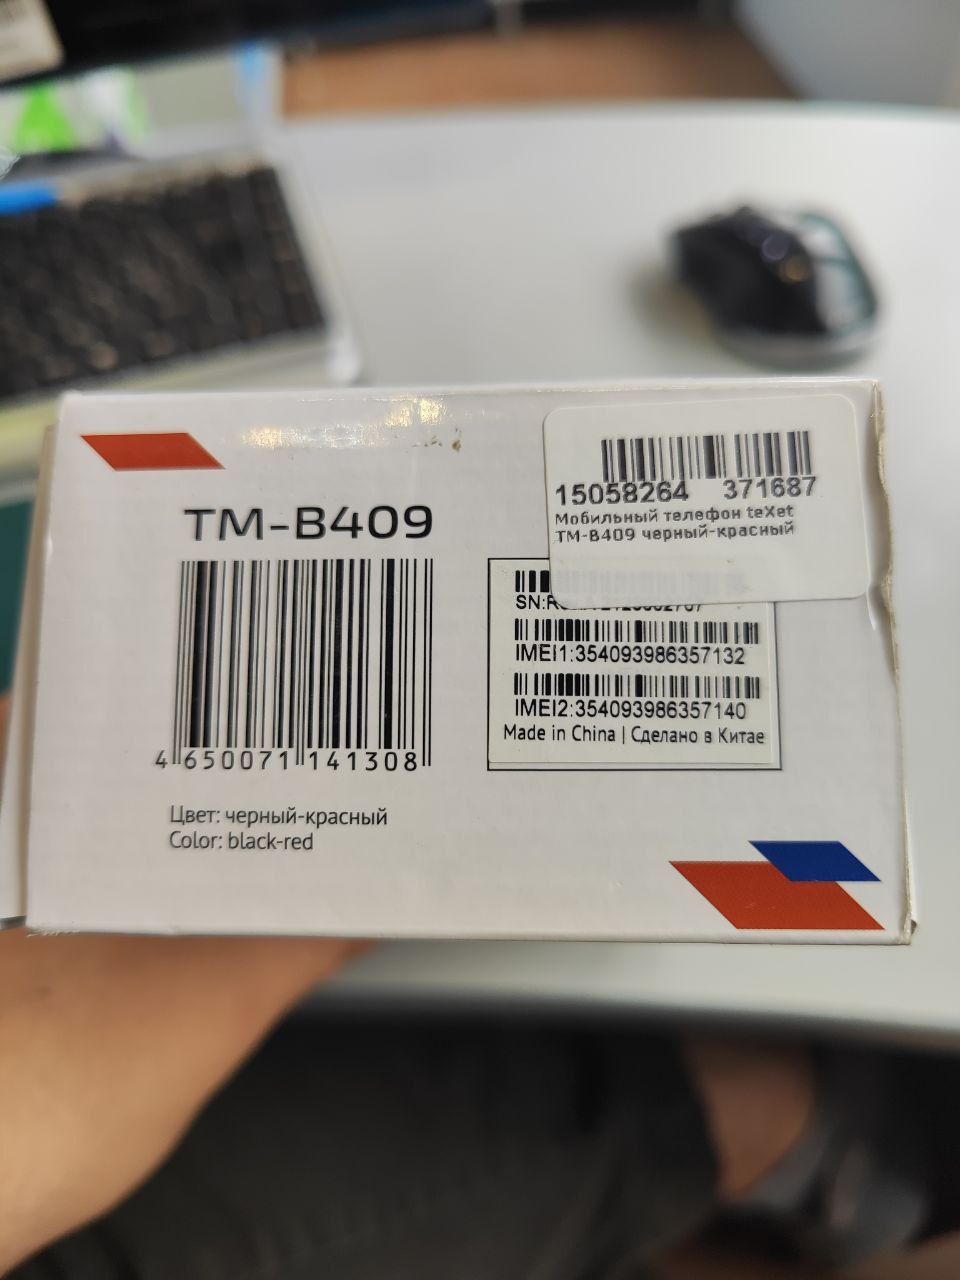 TM-B409
4 650071 141308
Цвет: черный-красный
Color: black-red
15058264 371687
Мобильный телефон teXet
TM-B409 черный-красный
SN:
IMEI1:354093986357132
IMEI2:354093986357140
Made in China | Сделано в Китае